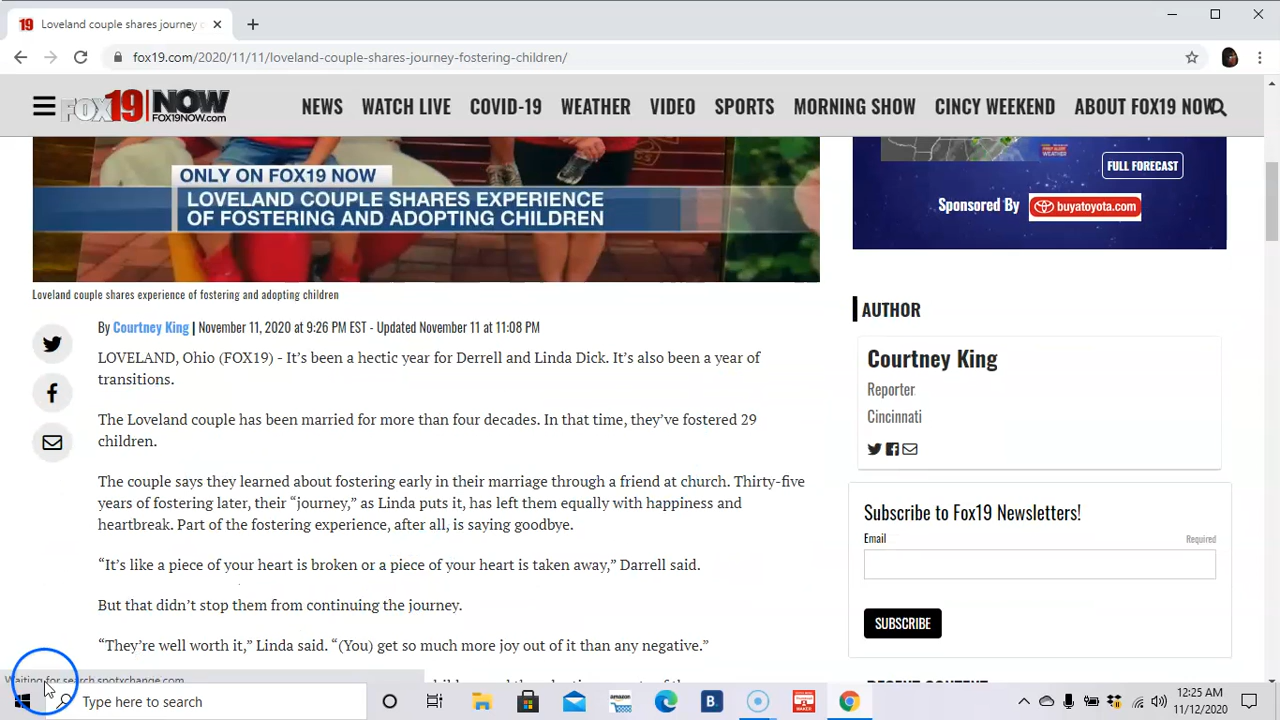 19 Loveland couple shares journey
fox19.com/2020/11/11/loveland-couple-shares-journey-fostering-children/
FOX19 NOW
FOX19NOW.com
NEWS WATCH LIVE COVID-19 WEATHER VIDEO SPORTS MORNING SHOW CINCY WEEKEND ABOUT FOX19 NOW
ONLY ON FOX19 NOW
LOVELAND COUPLE SHARES EXPERIENCE
OF FOSTERING AND ADOPTING CHILDREN
FULL FORECAST
Sponsored By buyatoyota.com
Loveland couple shares experience of fostering and adopting children
By Courtney King | November 11, 2020 at 9:26 PM EST - Updated November 11 at 11:08 PM
LOVELAND, Ohio (FOX19) - It’s been a hectic year for Derrell and Linda Dick. It’s also been a year of
transitions.
The Loveland couple has been married for more than four decades. In that time, they’ve fostered 29
children.
The couple says they learned about fostering early in their marriage through a friend at church. Thirty-five
years of fostering later, their “journey,” as Linda puts it, has left them equally with happiness and
heartbreak. Part of the fostering experience, after all, is saying goodbye.
“It’s like a piece of your heart is broken or a piece of your heart is taken away,” Darrell said.
But that didn’t stop them from continuing the journey.
“They’re well worth it,” Linda said. “(You) get so much more joy out of it than any negative.”
AUTHOR
Courtney King
Reporter
Cincinnati
Subscribe to Fox19 Newsletters!
Email Required
SUBSCRIBE
Waiting for search.spotxchange.com
Type here to search
amazon
B.
12:25 AM
11/12/2020